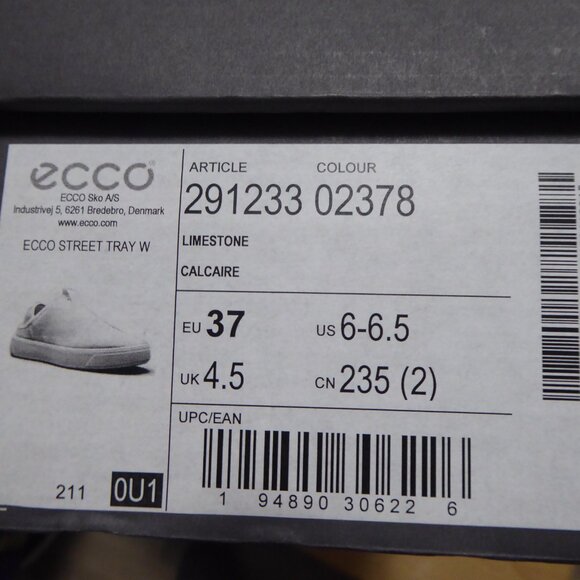 ecco
ECCO Sko A/S
Industrivej 5, 6261 Bredebro, Denmark
www.ecco.com
ECCO STREET TRAY W
211 0U1
ARTICLE COLOUR
291233 02378
LIMESTONE
CALCAIRE
EU 37 US 6-6.5
UK 4.5 CN 235 (2)
UPC/EAN
1 94890 30622 6